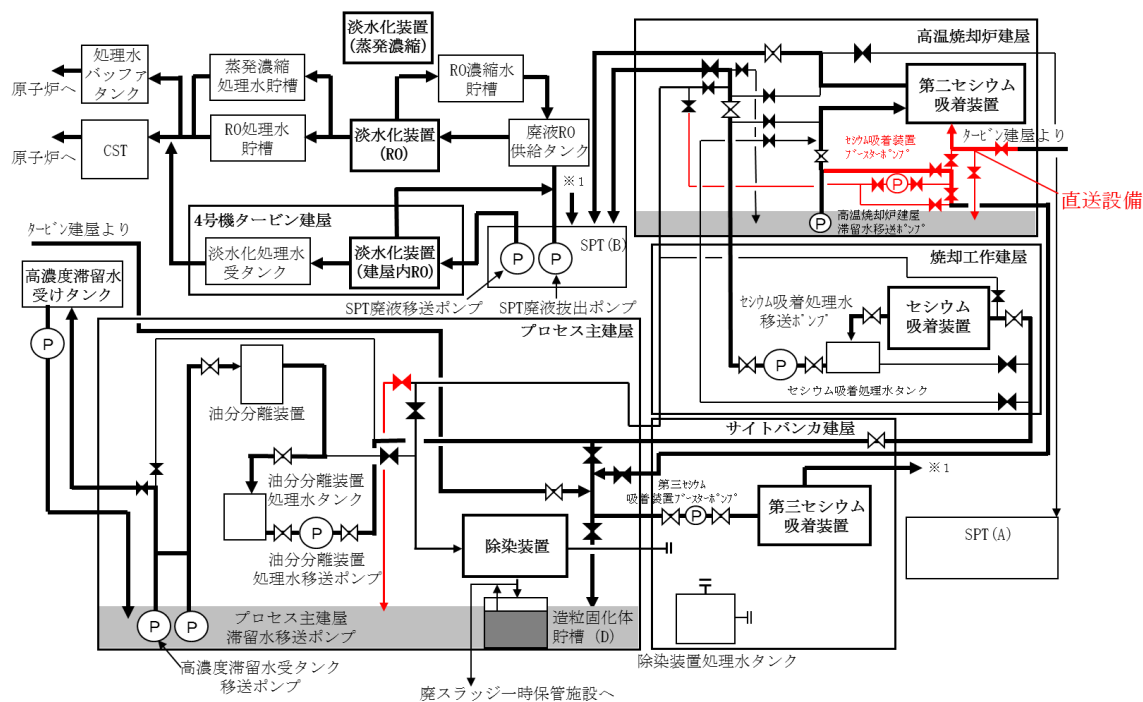 処理水
バッファ
タンク
原子炉へ
蒸発濃縮
処理水貯槽
淡水化装置
(蒸発濃縮)
RO濃縮水
貯槽
CST
原子炉へ
RO処理水
貯槽
淡水化装置
(RO)
廃液RO
供給タンク
※1
高温焼却炉建屋
第二セシウム
吸着装置
セシウム吸着装置
ブースターポンプ
タービン建屋より
直送設備
P
P
高温焼却炉建屋
滞留水移送ポンプ
4号機タービン建屋
淡水化処理水
受タンク
淡水化装置
(建屋内RO)
P
P
SPT(B)
SPT廃液移送ポンプ
SPT廃液抜出ポンプ
タービン建屋より
高濃度滞留水
受けタンク
P
焼却工作建屋
セシウム吸着処理水
移送ポンプ
セシウム
吸着装置
P
セシウム吸着処理水タンク
プロセス主建屋
油分分離装置
油分分離装置
処理水タンク
P
油分分離装置
処理水移送ポンプ
サイトバンカ建屋
※1
第三セシウム
吸着装置ブースターポンプ
P
第三セシウム
吸着装置
除染装置
SPT(A)
P
P
プロセス主建屋
滞留水移送ポンプ
造粒固化体
貯槽(D)
高濃度滞留水受タンク
移送ポンプ
廃スラッジ一時保管施設へ
除染装置処理水タンク